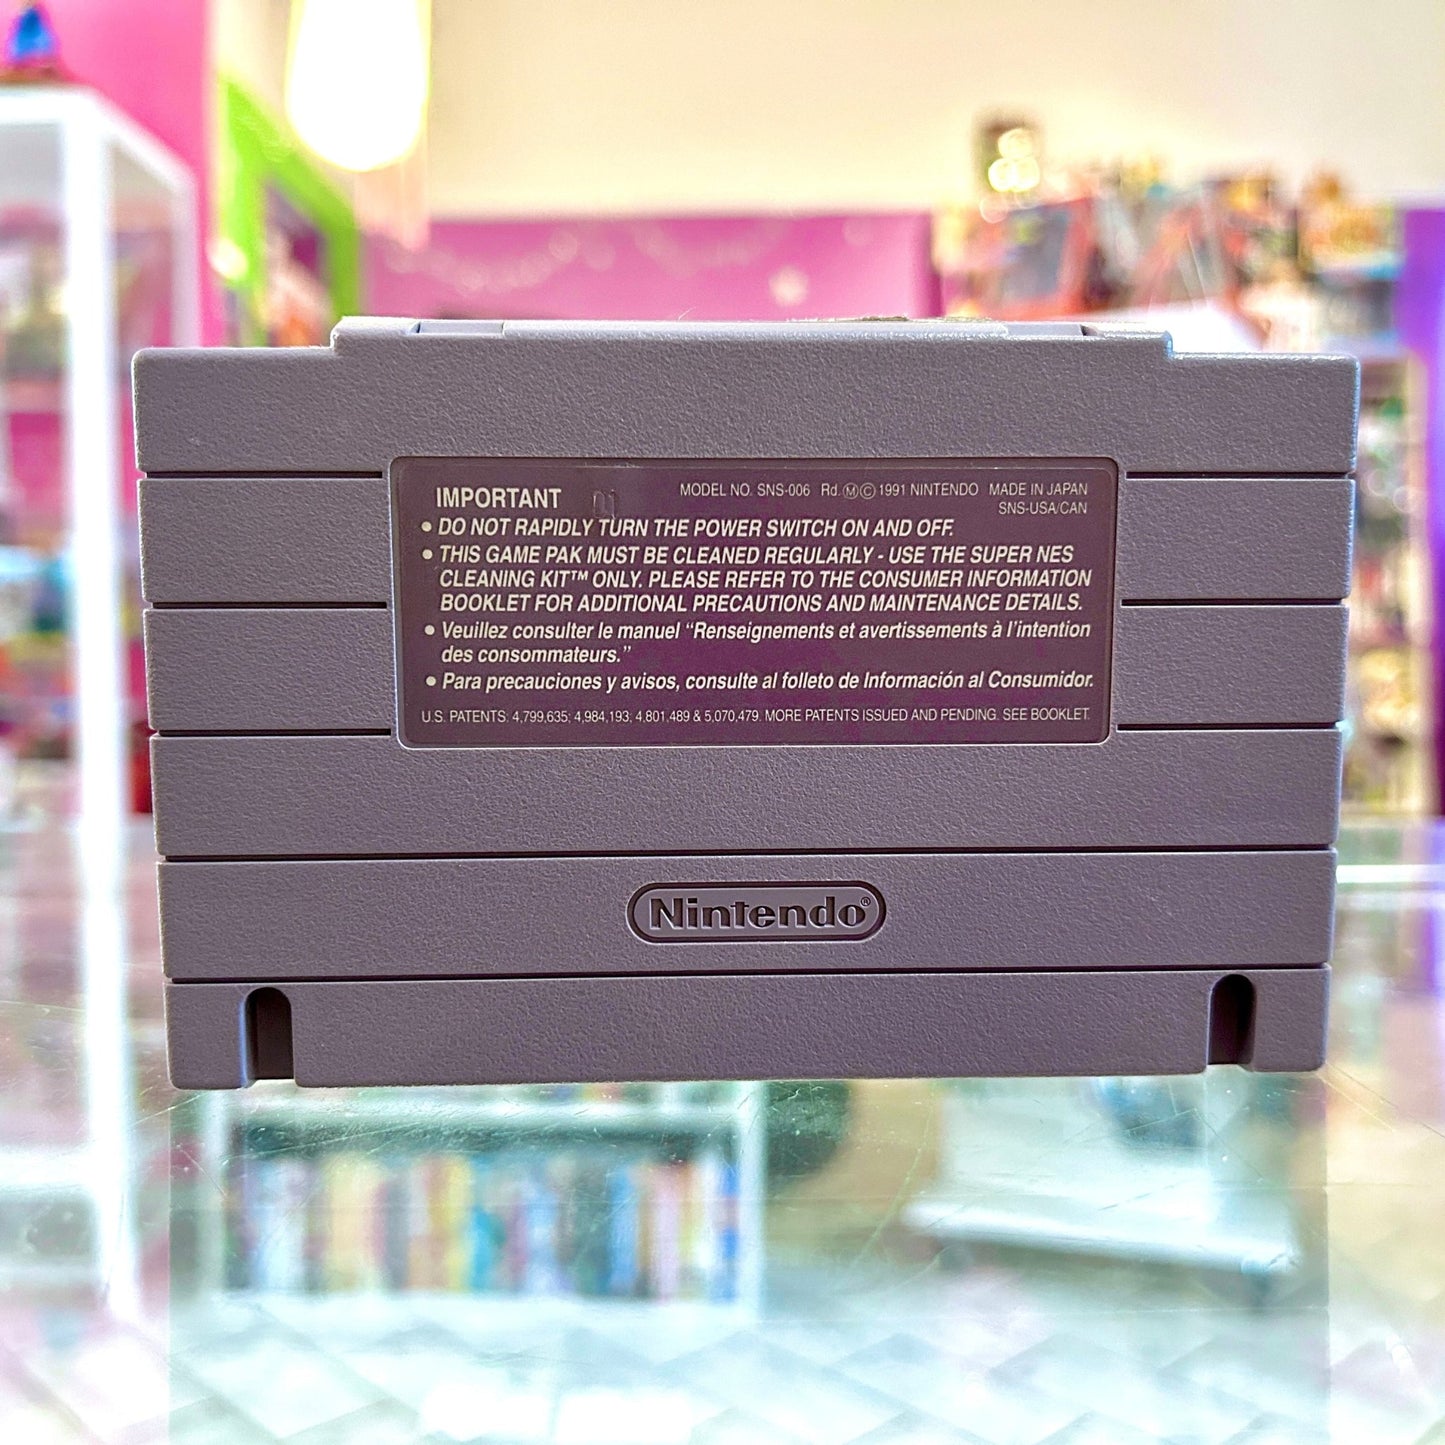 IMPORTANT 01 MODEL NO. SNS-006 Rd.ⓂⒸ1991 NINTENDO MADE IN JAPAN
SNS-USA/CAN
• DO NOT RAPIDLY TURN THE POWER SWITCH ON AND OFF.
• THIS GAME PAK MUST BE CLEANED REGULARLY - USE THE SUPER NES
CLEANING KIT™ ONLY. PLEASE REFER TO THE CONSUMER INFORMATION
BOOKLET FOR ADDITIONAL PRECAUTIONS AND MAINTENANCE DETAILS.
• Veuillez consulter le manuel “Renseignements et avertissements à l’intention
des consommateurs.”
• Para precauciones y avisos, consulte al folleto de Información al Consumidor.
U.S. PATENTS: 4,799,635; 4,984,193, 4,801,489 & 5,070,479. MORE PATENTS ISSUED AND PENDING. SEE BOOKLET.
Nintendo®